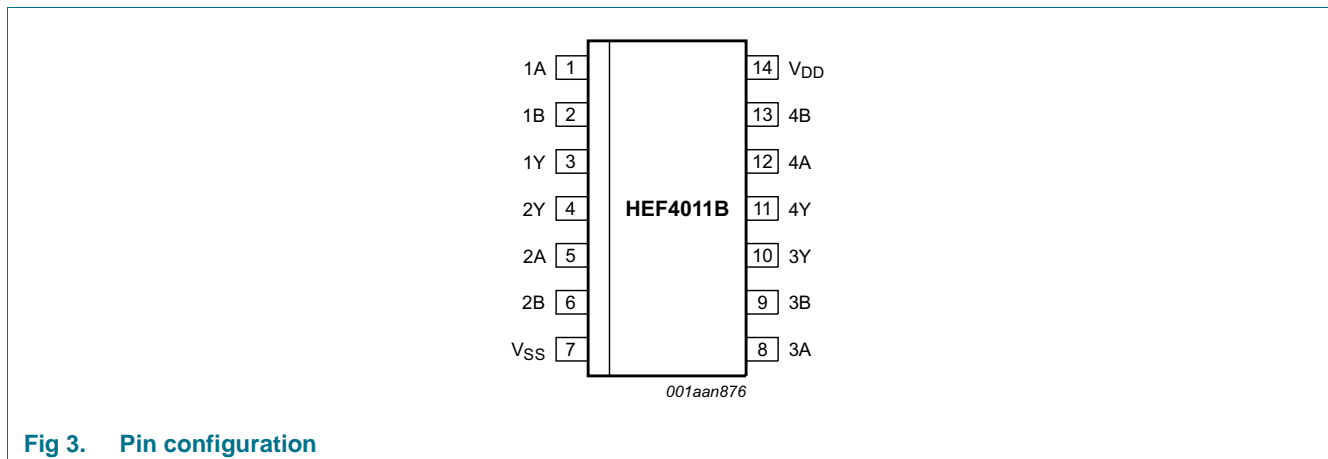 1A 1 14 VDD
1B 2 13 4B
1Y 3 12 4A
2Y 4 HEF4011B 11 4Y
2A 5 10 3Y
2B 6 9 3B
VSS 7 8 3A
001aan876
Fig 3. Pin configuration